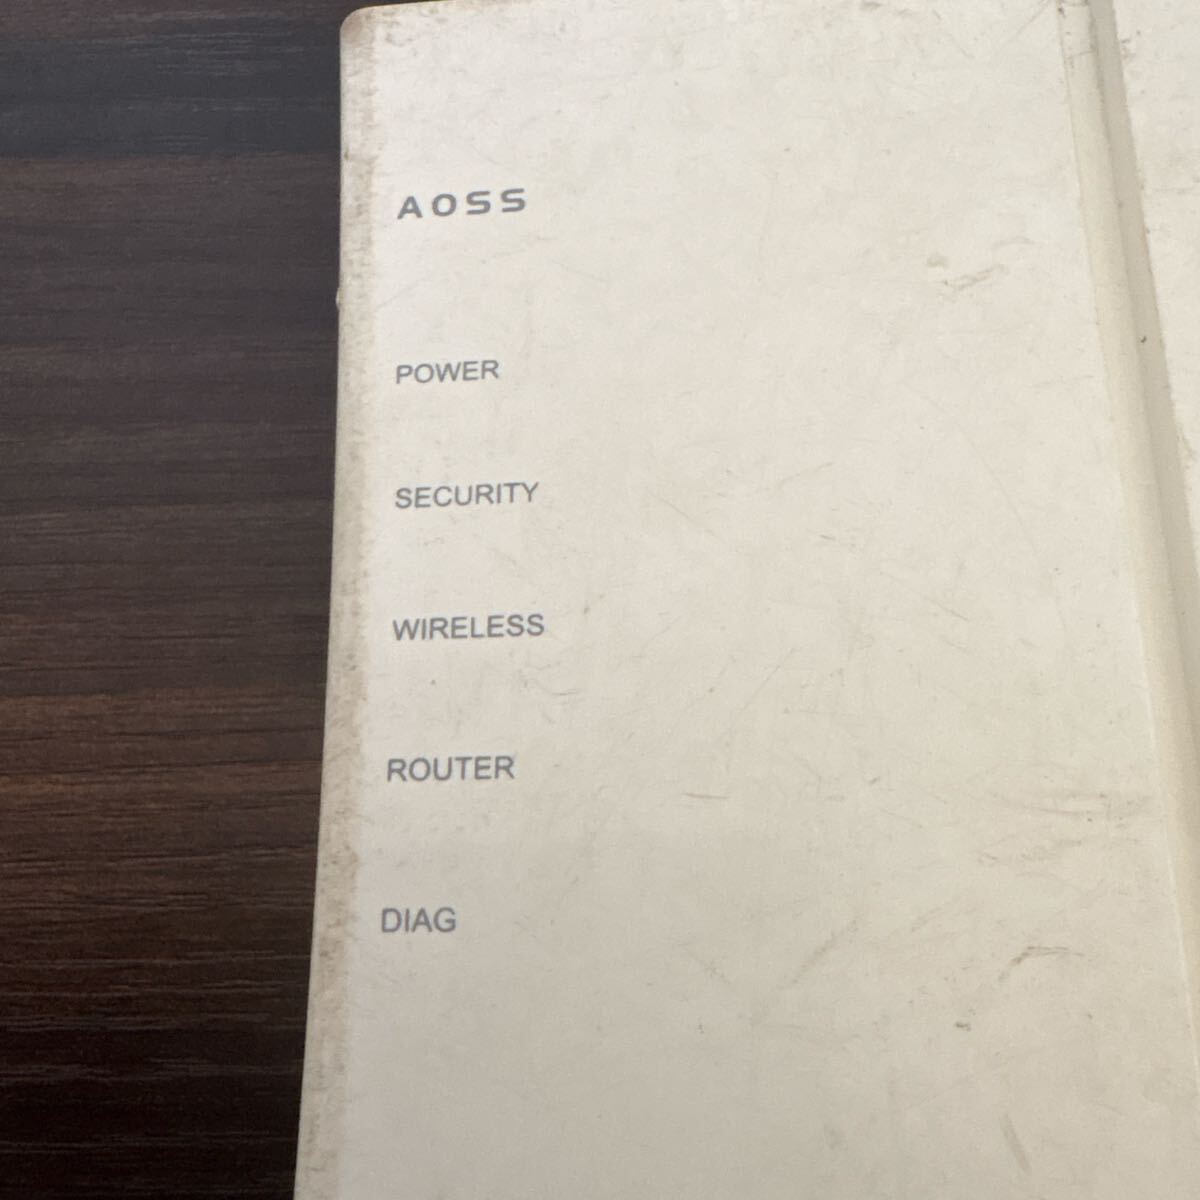 AOSS
POWER
SECURITY
WIRELESS
ROUTER
DIAG